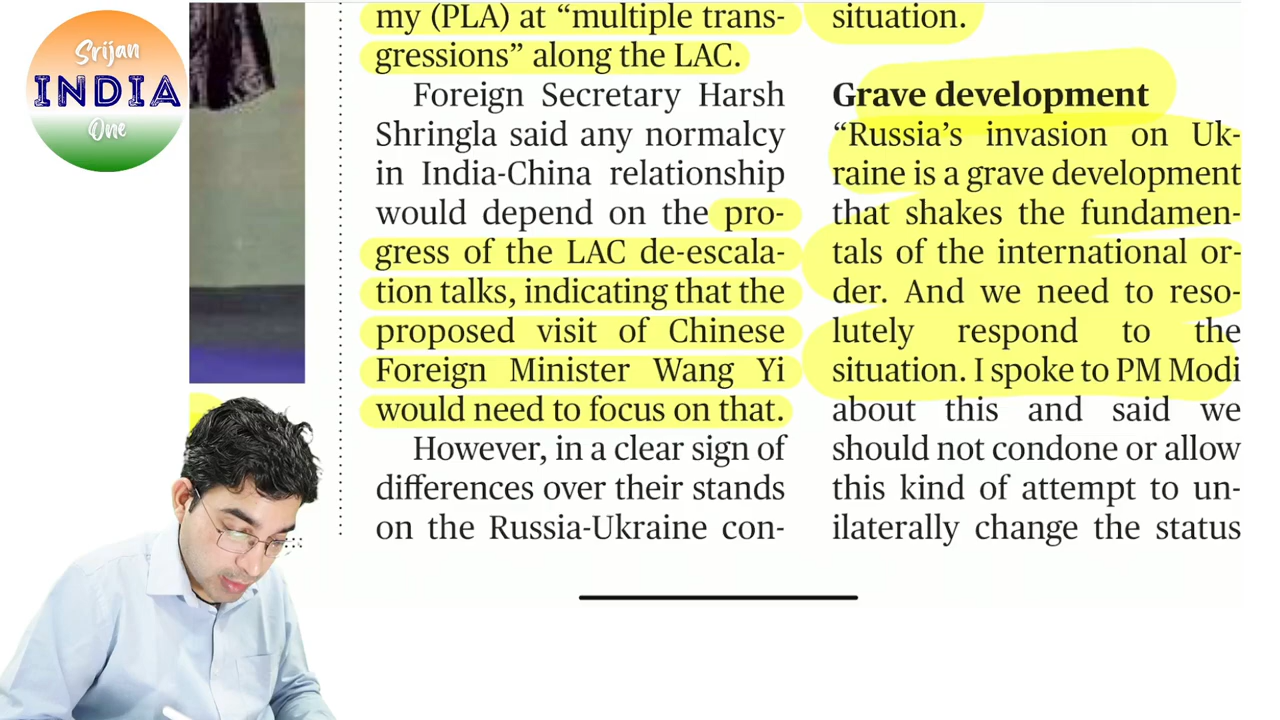 Srijan
INDIA
One
my (PLA) at “multiple trans-
gressions” along the LAC.
Foreign Secretary Harsh
Shringla said any normalcy
in India-China relationship
would depend on the pro-
gress of the LAC de-escala-
tion talks, indicating that the
proposed visit of Chinese
Foreign Minister Wang Yi
would need to focus on that.
However, in a clear sign of
differences over their stands
on the Russia-Ukraine con-
situation.
Grave development
“Russia’s invasion on Uk-
raine is a grave development
that shakes the fundamen-
tals of the international or-
der. And we need to reso-
lutely respond to the
situation. I spoke to PM Modi
about this and said we
should not condone or allow
this kind of attempt to un-
ilaterally change the status